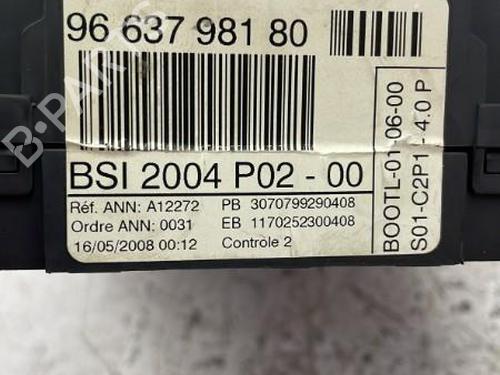 96 637 981 80
BSI 2004 P02 - 00
Réf. ANN: A12272 PB 3070799290408
Ordre ANN: 0031 EB 1170252300408
16/05/2008 00:12 Contrôle 2
BOOTL-01-06-00
S01-C2P1 - 4.0 P
B-PARTS